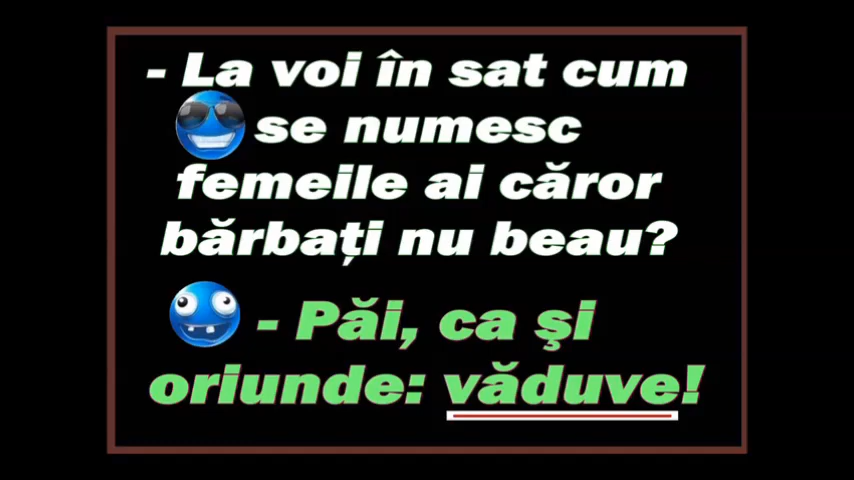 - La voi în sat cum
se numesc
femeile ai căror
bărbați nu beau?
- Păi, ca şi
oriunde: văduve!